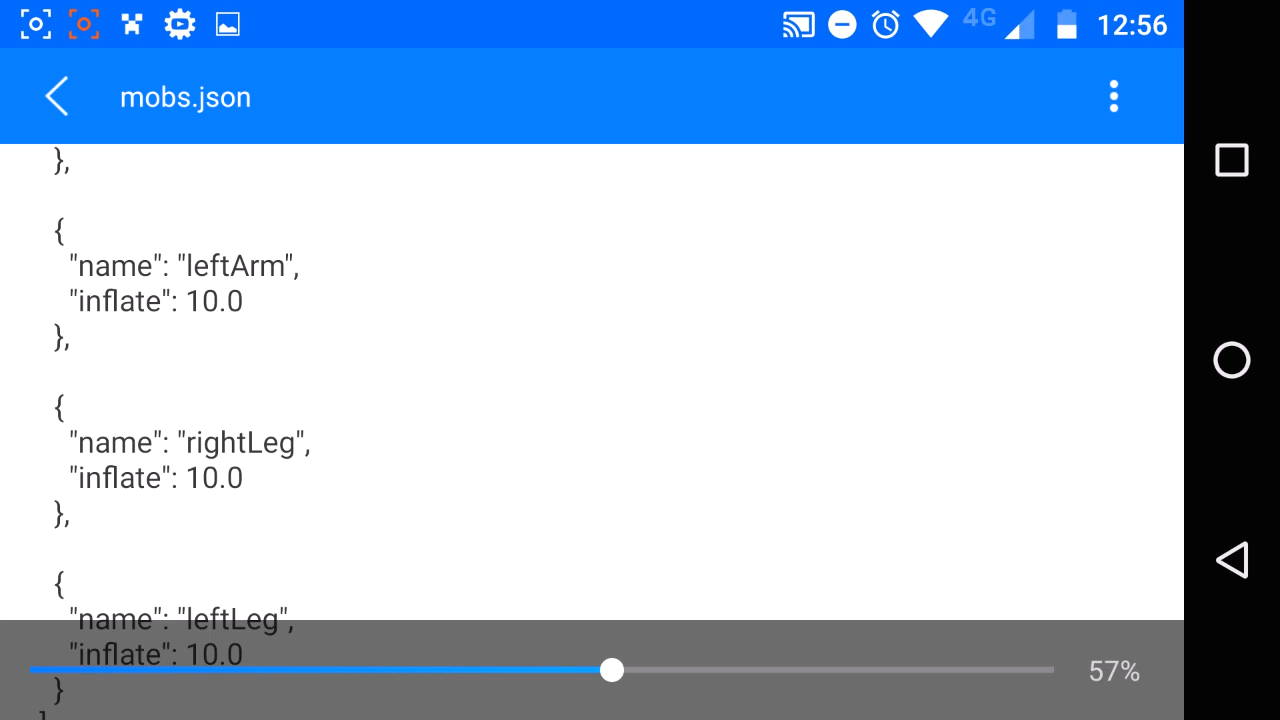 4G 12:56
mobs.json
},
{
"name": "leftArm",
"inflate": 10.0
},
{
"name": "rightLeg",
"inflate": 10.0
},
{
"name": "leftLeg",
"inflate": 10.0
}
57%
]